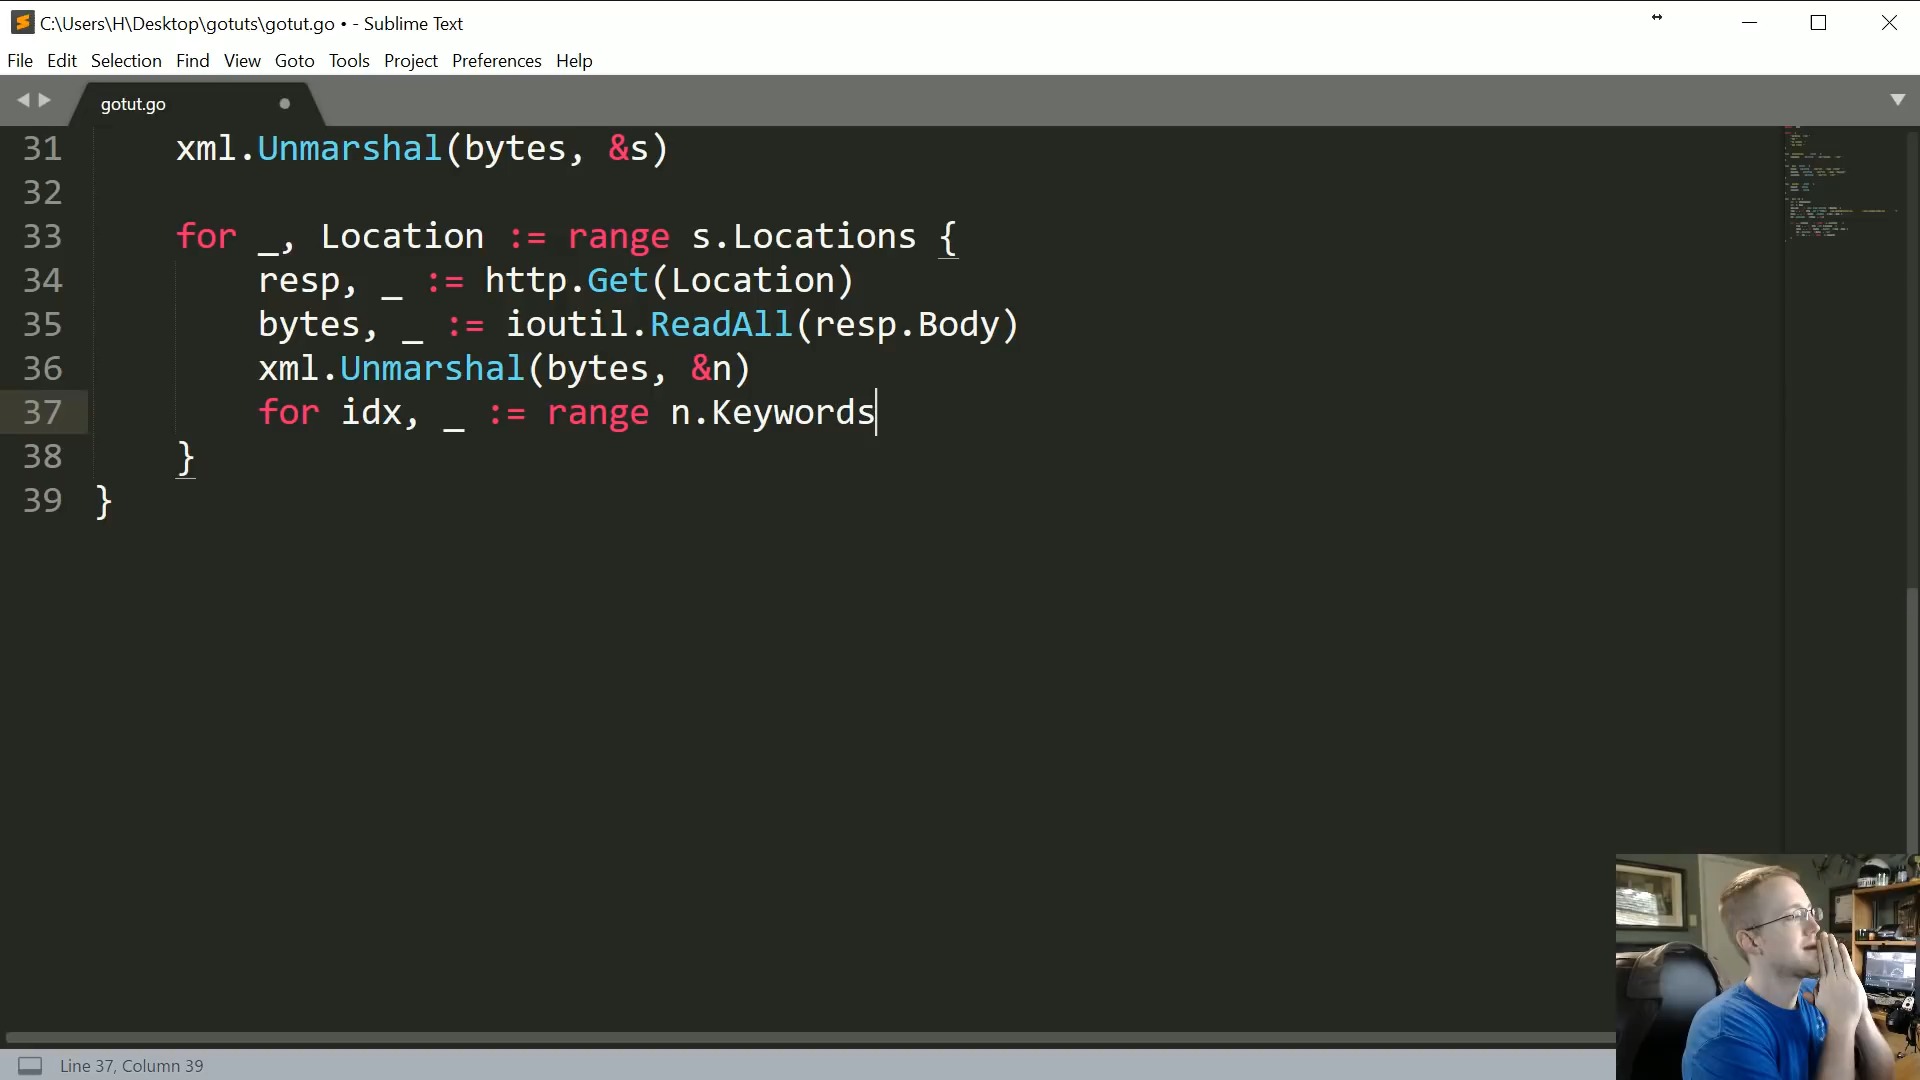 C:\Users\H\Desktop\gotuts\gotut.go • - Sublime Text
File Edit Selection Find View Goto Tools Project Preferences Help
gotut.go
31 xml.Unmarshal(bytes, &s)
32
33 for _, Location := range s.Locations {
34 resp, _ := http.Get(Location)
35 bytes, _ := ioutil.ReadAll(resp.Body)
36 xml.Unmarshal(bytes, &n)
37 for idx, _ := range n.Keywords
38 }
39 }
Line 37, Column 39